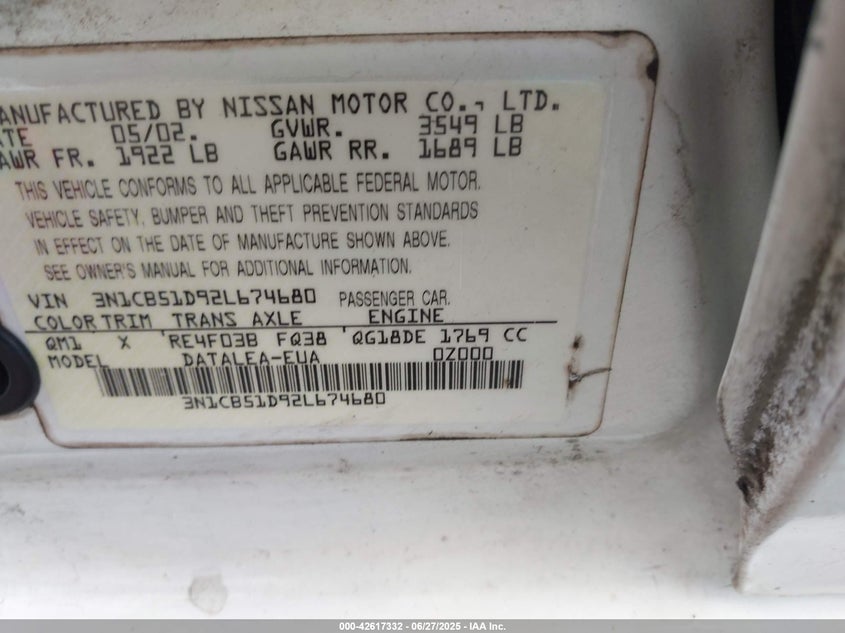 ANUFACTURED BY NISSAN MOTOR CO., LTD.
ATE 05/02. GVWR. 3549 LB
AWR FR. 1922 LB GAWR RR. 1689 LB
THIS VEHICLE CONFORMS TO ALL APPLICABLE FEDERAL MOTOR.
VEHICLE SAFETY, BUMPER AND THEFT PREVENTION STANDARDS
IN EFFECT ON THE DATE OF MANUFACTURE SHOWN ABOVE.
SEE OWNER'S MANUAL FOR ADDITIONAL INFORMATION.
VIN 3N1CB51D92L674680 PASSENGER CAR.
COLOR TRIM TRANS AXLE ENGINE
QM1 X RE4F03B FQ38 QG18DE 1769 CC
MODEL DATALEA-EUA 0Z000
3N1CB51D92L674680
000-42617332 / 06/27/2025 - IAA Inc.